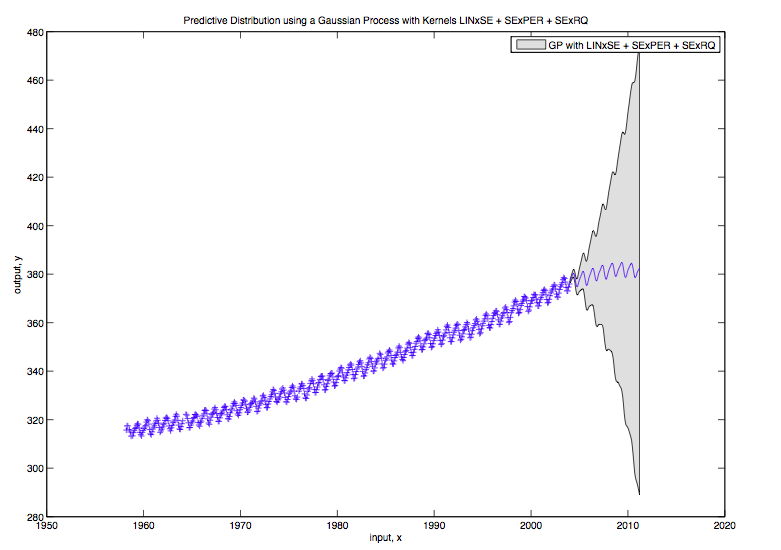 Predictive Distribution using a Gaussian Process with Kernels LINxSE + SExPER + SExRQ
480
GP with LINxSE + SExPER + SExRQ
460
440
420
400
output, y
380
360
340
320
300
280
1950 1960 1970 1980 1990 2000 2010 2020
input, x